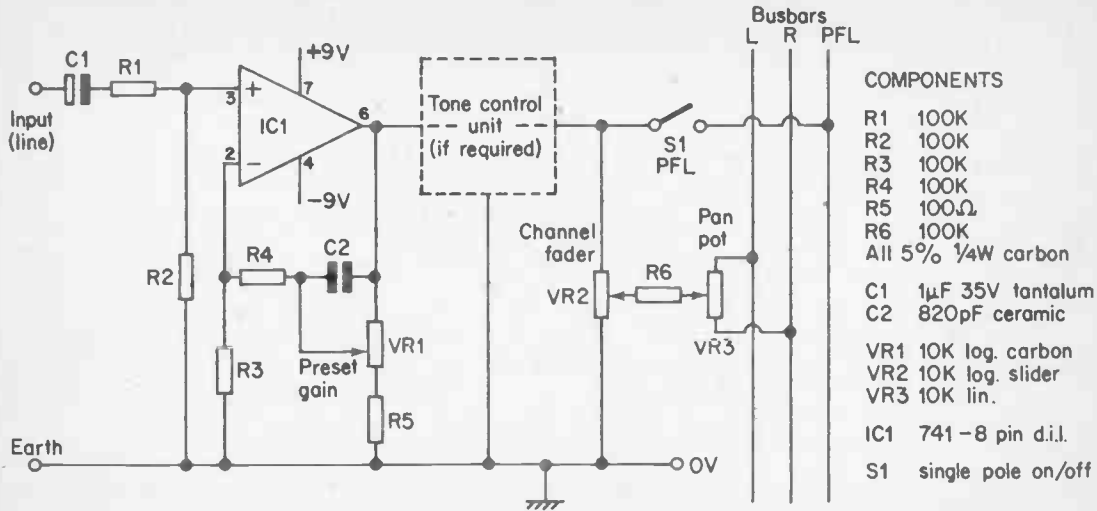 Busbars
L R PFL
C1
R1
+9V
7
3
+
IC1
6
2
−
4
-9V
Input
(line)
Tone control
unit
(if required)
S1
PFL
R2
R4
C2
Channel
fader
VR2
R6
Pan
pot
VR3
R3
Preset
gain
VR1
R5
Earth
0V
COMPONENTS
R1 100K
R2 100K
R3 100K
R4 100K
R5 100Ω
R6 100K
All 5% ¼W carbon
C1 1µF 35V tantalum
C2 820pF ceramic
VR1 10K log. carbon
VR2 10K log. slider
VR3 10K lin.
IC1 741-8 pin d.i.l.
S1 single pole on/off